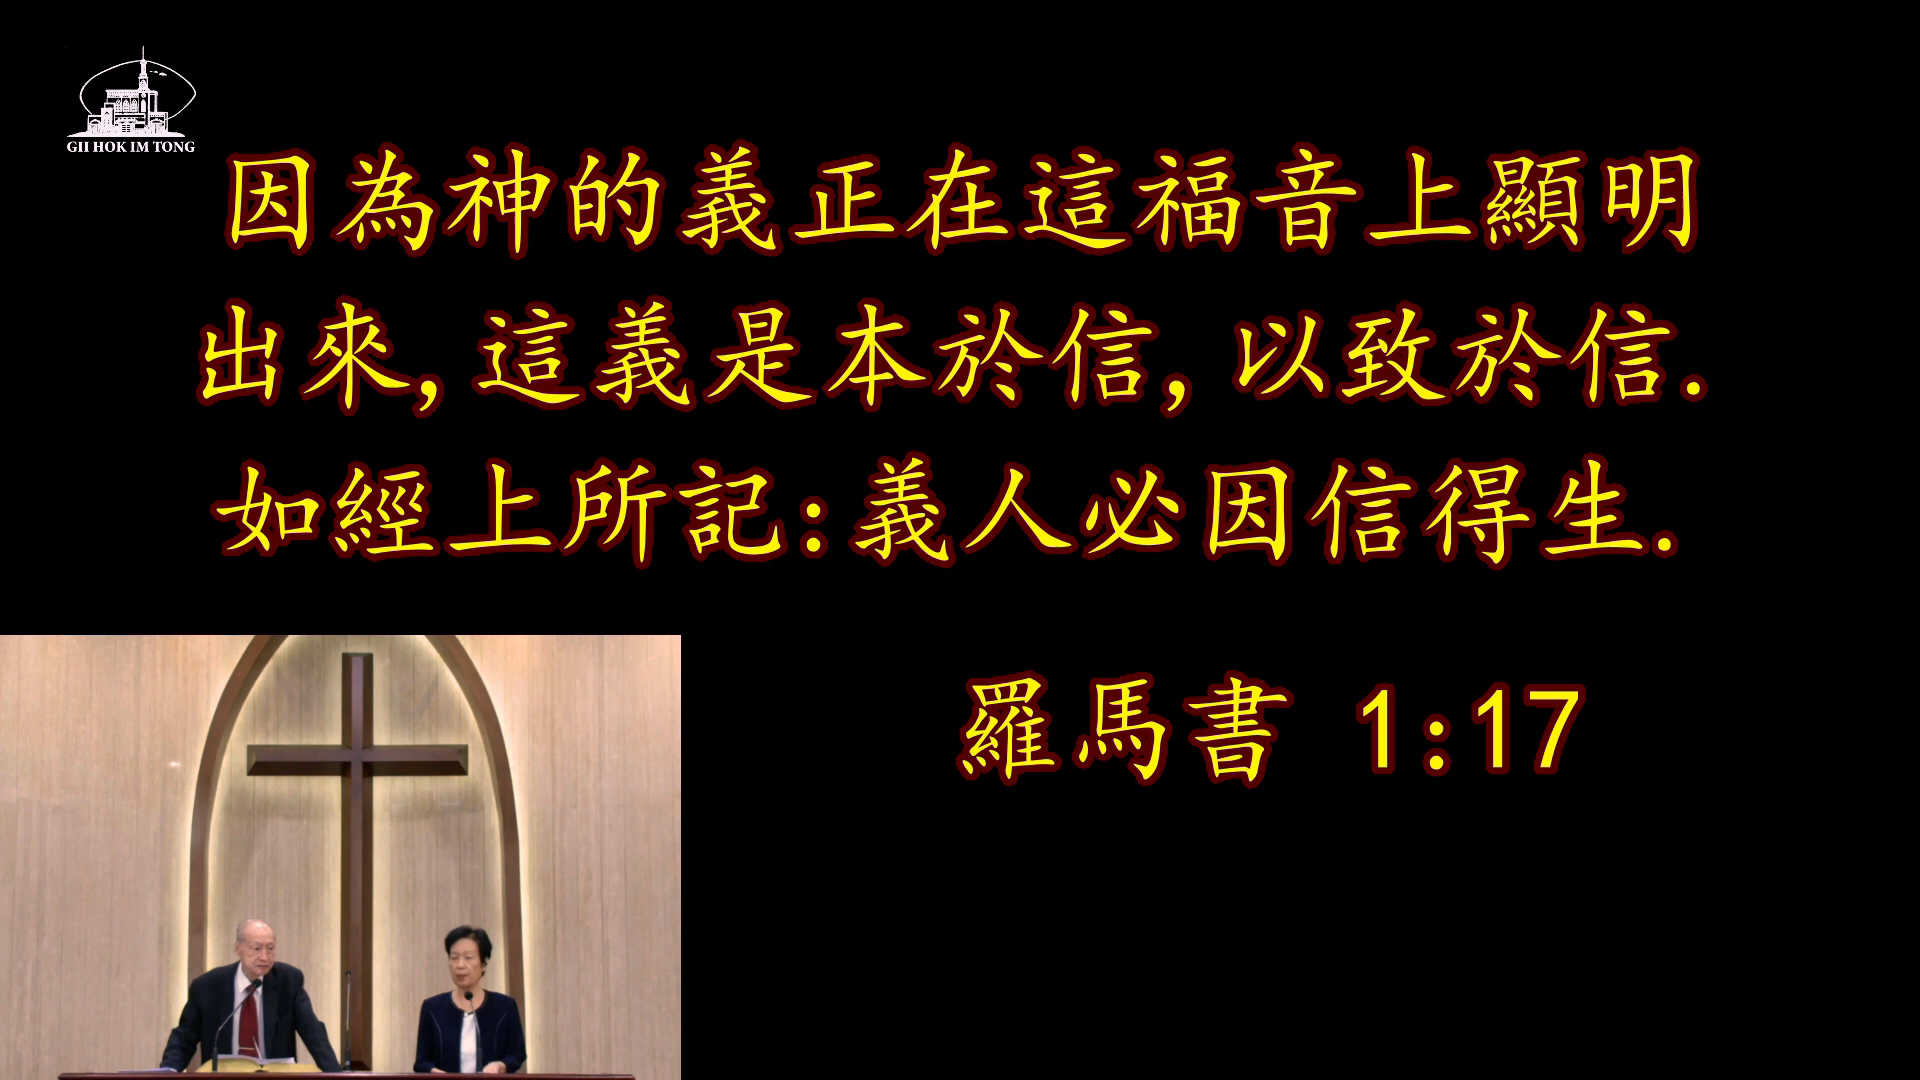 GII HOK IM TONG
因為神的義正在這福音上顯明
出來,這義是本於信,以致於信.
如經上所記:義人必因信得生.
羅馬書 1:17